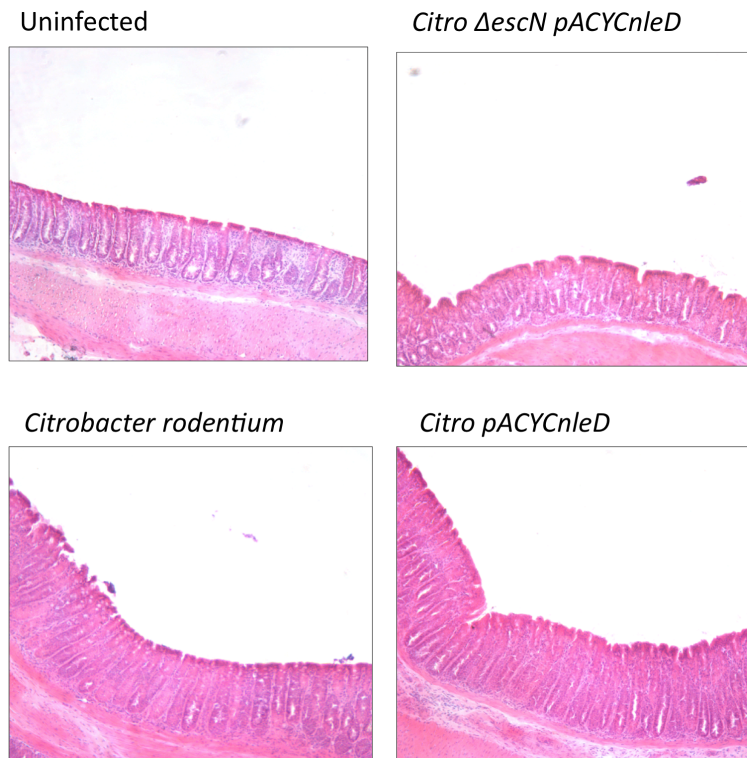 Uninfected
Citro ΔescN pACYCnleD
Citrobacter rodentium
Citro pACYCnleD